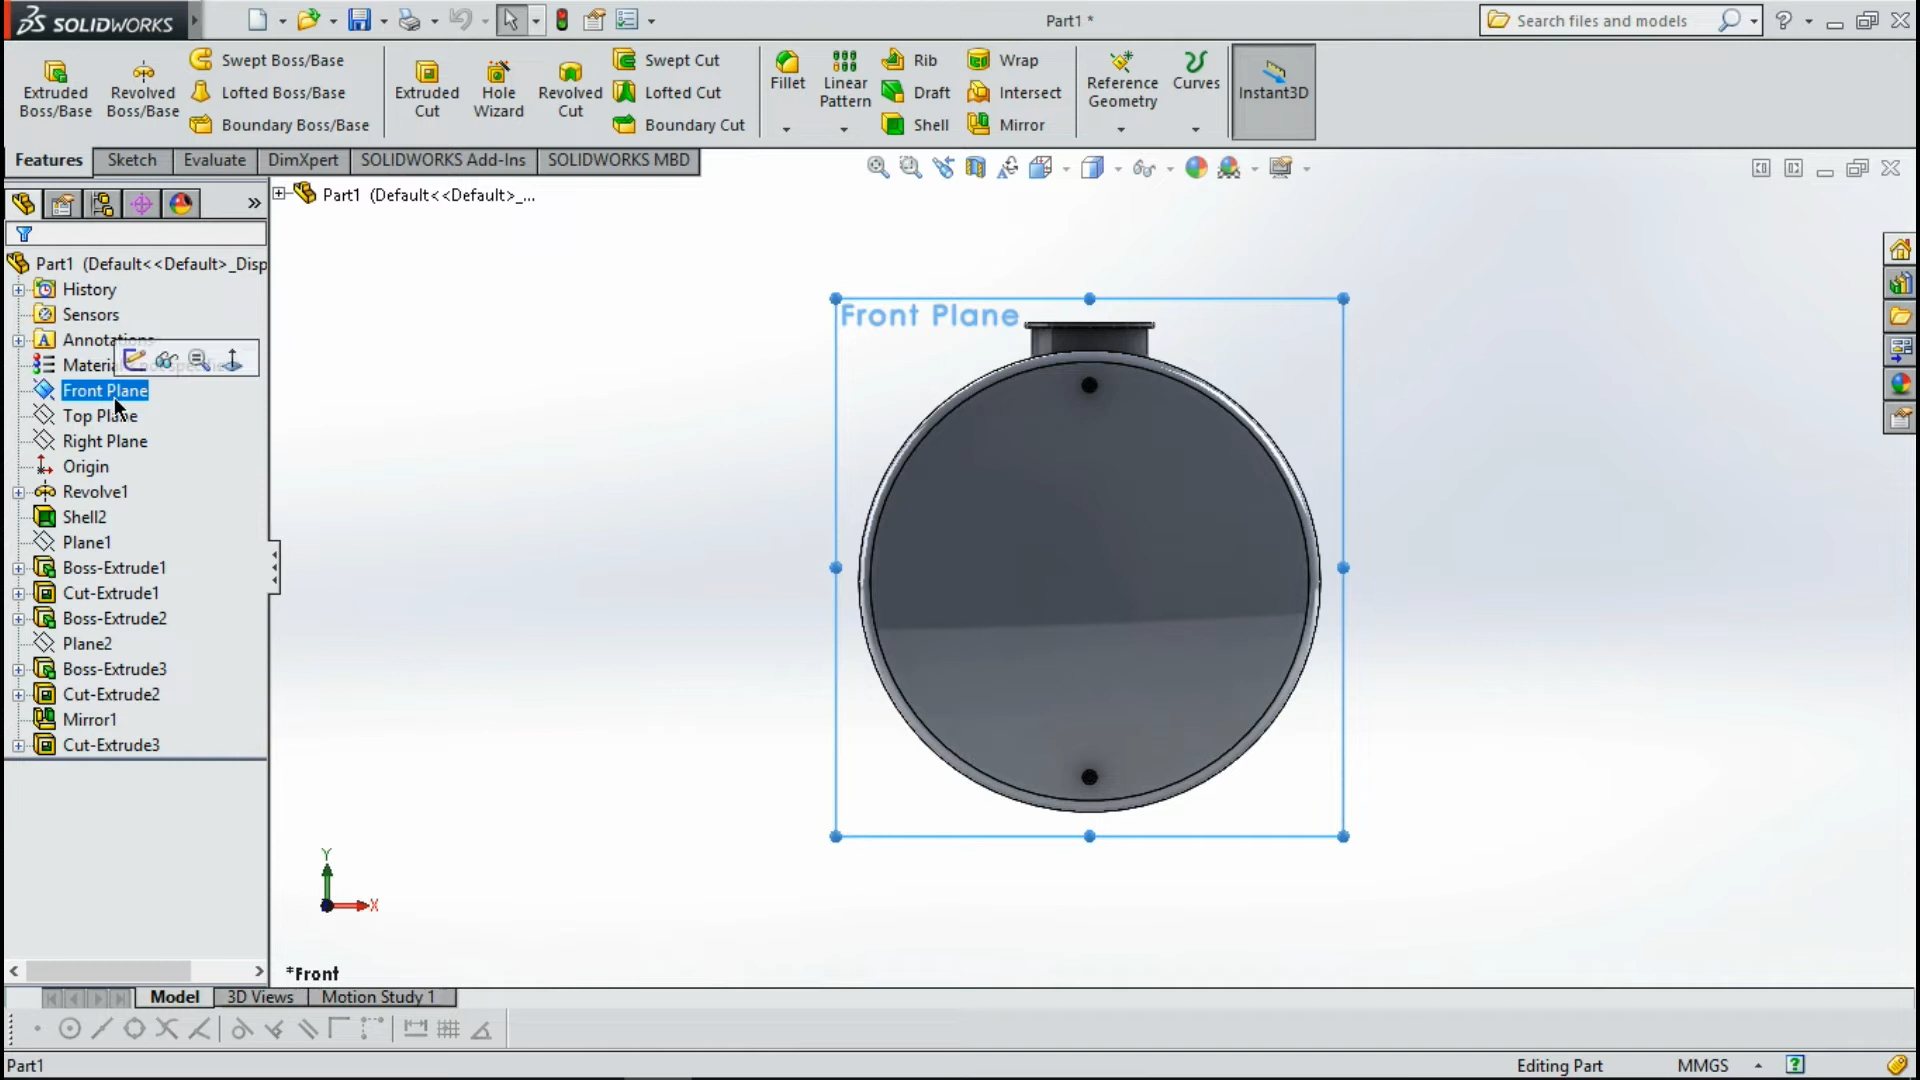 SOLIDWORKS
Part1 *
Search files and models
Extruded Boss/Base
Revolved Boss/Base
Swept Boss/Base
Lofted Boss/Base
Boundary Boss/Base
Extruded Cut
Hole Wizard
Revolved Cut
Swept Cut
Lofted Cut
Boundary Cut
Fillet
Linear Pattern
Rib
Draft
Shell
Wrap
Intersect
Mirror
Reference Geometry
Curves
Instant3D
Features
Sketch
Evaluate
DimXpert
SOLIDWORKS Add-Ins
SOLIDWORKS MBD
Part1 (Default<<Default>_...
Part1 (Default<<Default>_Disp
History
Sensors
Annotations
Material
Front Plane
Top Plane
Right Plane
Origin
Revolve1
Shell2
Plane1
Boss-Extrude1
Cut-Extrude1
Boss-Extrude2
Plane2
Boss-Extrude3
Cut-Extrude2
Mirror1
Cut-Extrude3
Front Plane
Y
X
*Front
Model
3D Views
Motion Study 1
Part1
Editing Part
MMGS